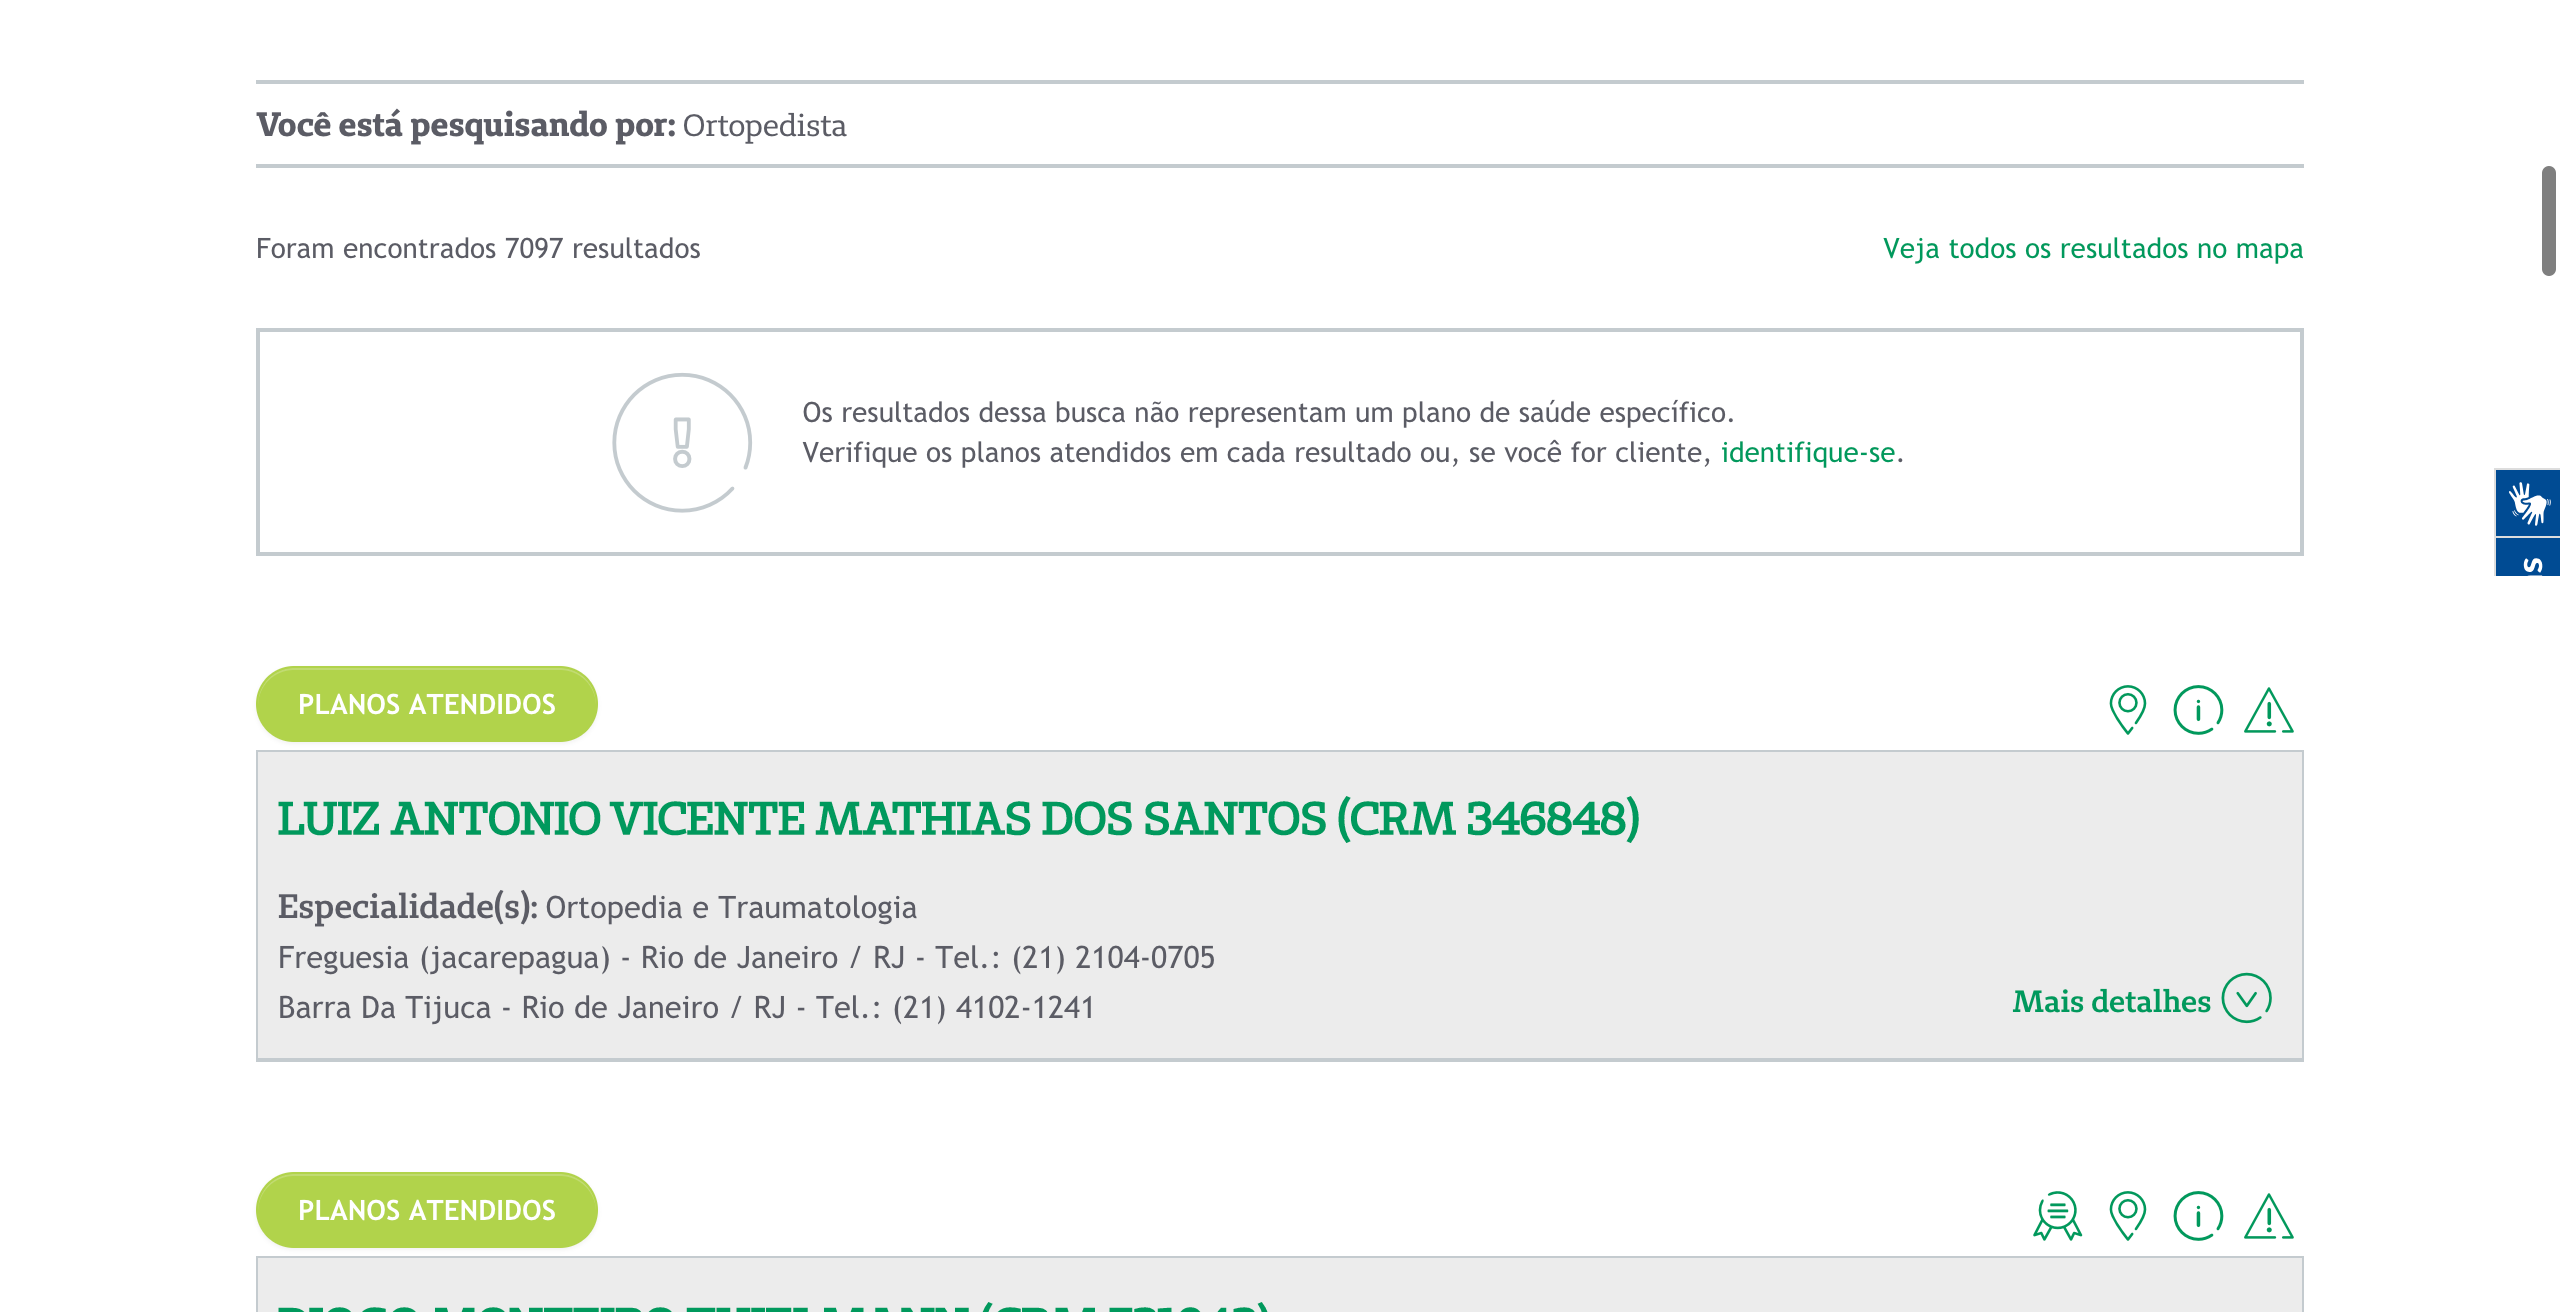 Você está pesquisando por: Ortopedista
Foram encontrados 7097 resultados
Veja todos os resultados no mapa
Os resultados dessa busca não representam um plano de saúde específico.
Verifique os planos atendidos em cada resultado ou, se você for cliente, identifique-se.
PLANOS ATENDIDOS
LUIZ ANTONIO VICENTE MATHIAS DOS SANTOS (CRM 346848)
Especialidade(s): Ortopedia e Traumatologia
Freguesia (jacarepagua) - Rio de Janeiro / RJ - Tel.: (21) 2104-0705
Barra Da Tijuca - Rio de Janeiro / RJ - Tel.: (21) 4102-1241
Mais detalhes
PLANOS ATENDIDOS